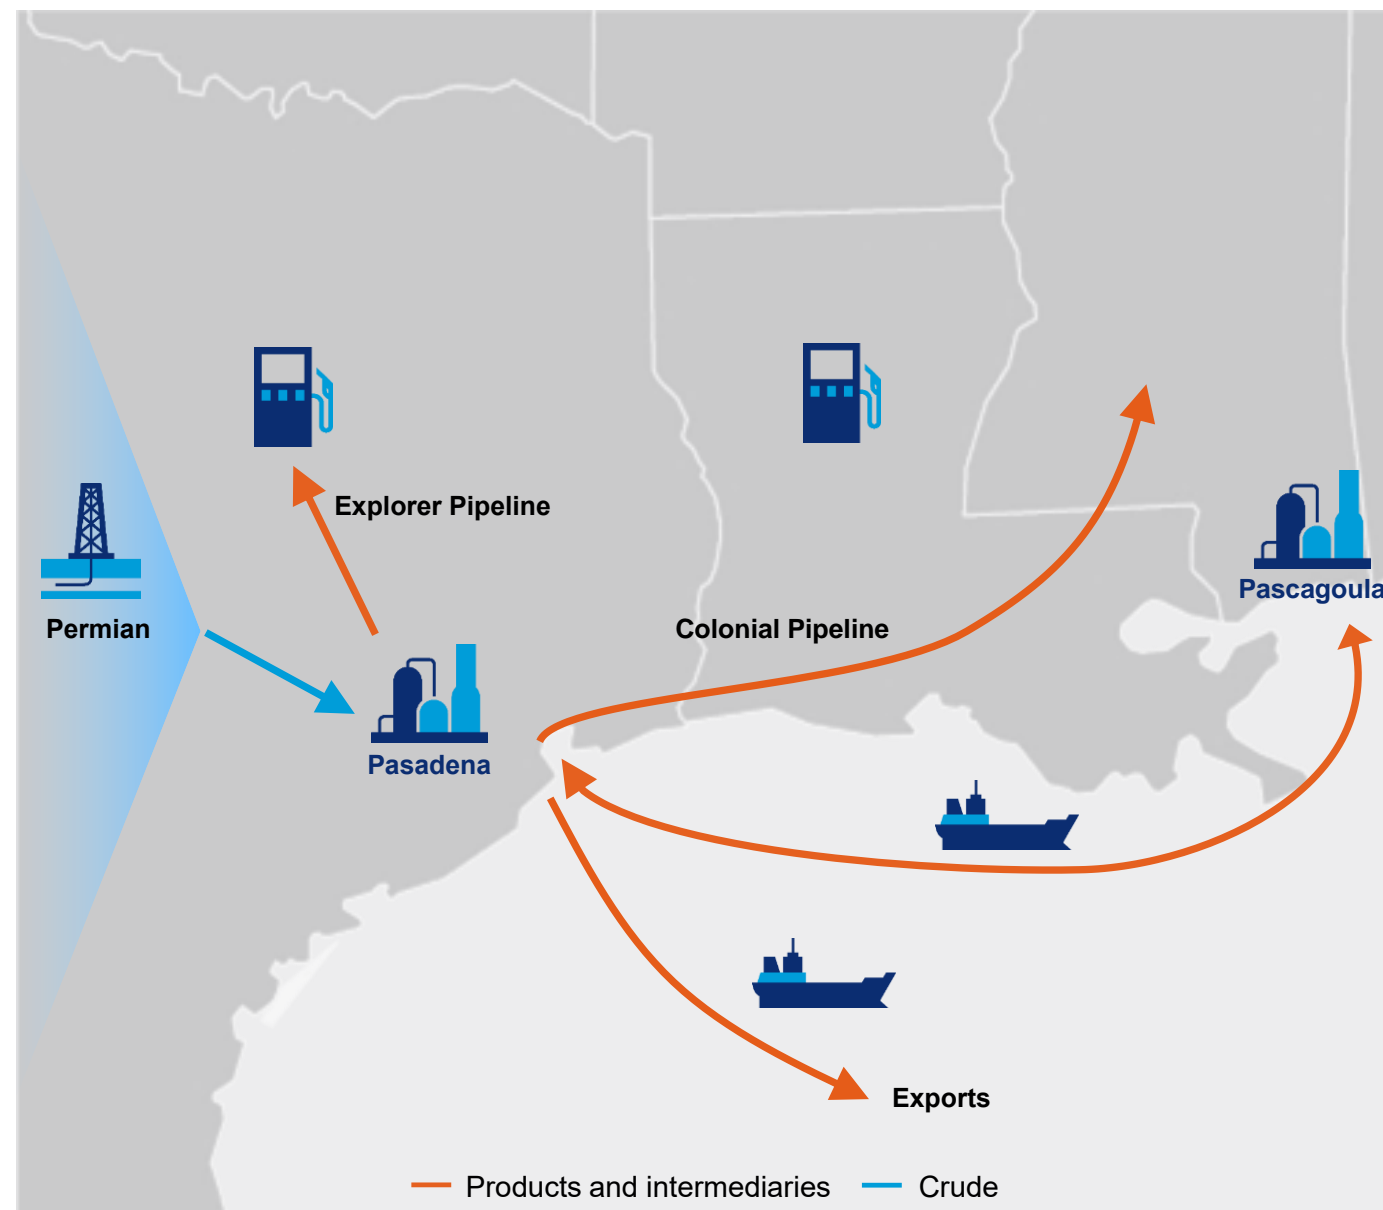 Explorer Pipeline
Pascagoula
Permian
Colonial Pipeline
Pasadena
Exports
Products and intermediaries
Crude